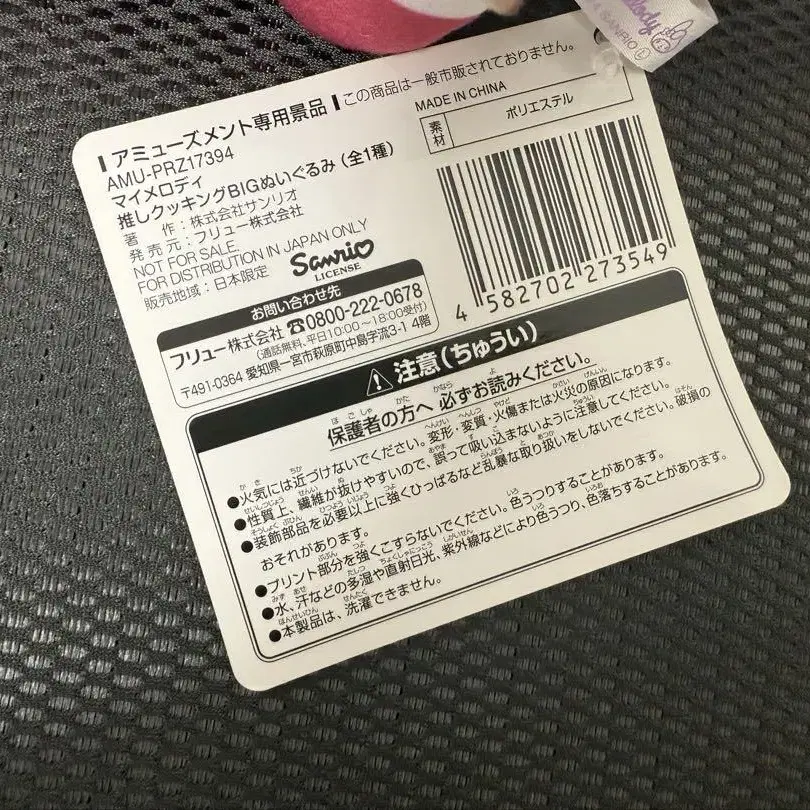 アミューズメント専用景品
この商品は一般市販されておりません。
AMU-PRZ17394
マイメロディ
推しクッキングBIGぬいぐるみ(全1種)
著作:株式会社サンリオ
発売元:フリュー株式会社
NOT FOR SALE.
FOR DISTRIBUTION IN JAPAN ONLY
販売地域:日本限定
Sanrio
LICENSE
MADE IN CHINA
素材 ポリエステル
4 582702 273549
お問い合わせ先
フリュー株式会社 ☎0800-222-0678
(通話無料、平日10:00~18:00受付)
〒491-0364 愛知県一宮市萩原町中島字流3-1 4階
⚠注意(ちゅうい)
保護者の方へ 必ずお読みください。
●火気には近づけないでください。変形・変質・火傷または火災の原因になります。
●性質上、繊維が抜けやすいので、誤って吸い込まないように注意してください。
●装飾部品を必要以上に強くひっぱるなど乱暴な取り扱いをしないでください。破損の
おそれがあります。
●プリント部分を強くこすらないでください。色うつりすることがあります。
●水、汗などの多湿や直射日光、紫外線などにより色うつり、色落ちすることがあります。
●本製品は、洗濯できません。
SANRIO